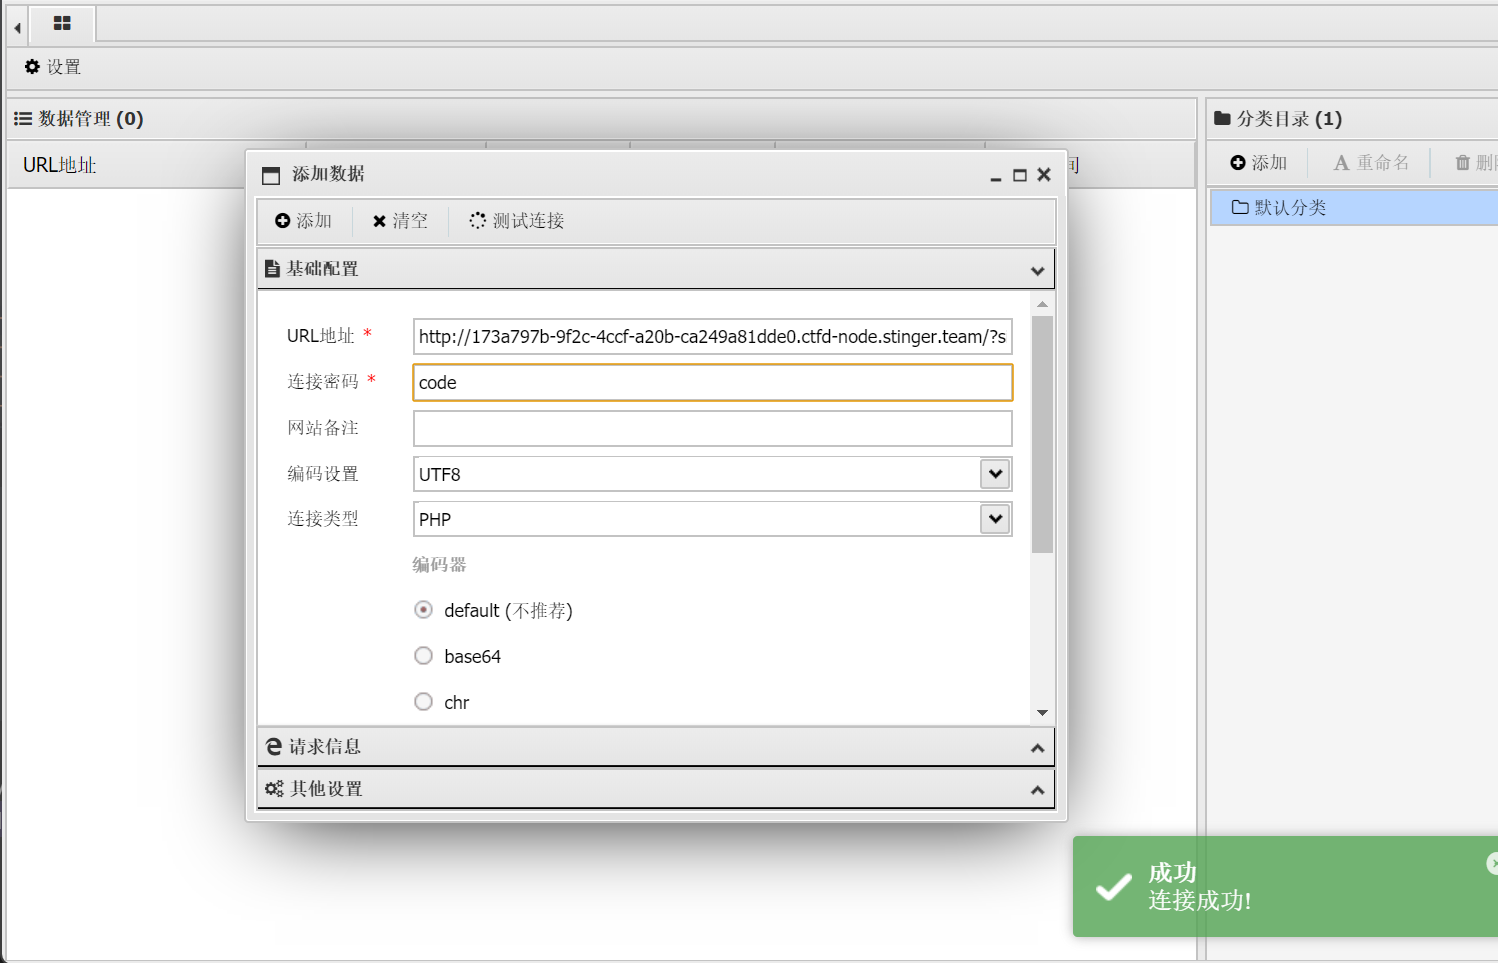 设置
数据管理 (0)
分类目录 (1)
URL地址
添加
重命名
添加数据
默认分类
添加
清空
测试连接
基础配置
URL地址 *
http://173a797b-9f2c-4ccf-a20b-ca249a81dde0.ctfd-node.stinger.team/?s
连接密码 *
code
网站备注
编码设置
UTF8
连接类型
PHP
编码器
default (不推荐)
base64
chr
请求信息
其他设置
成功
连接成功!